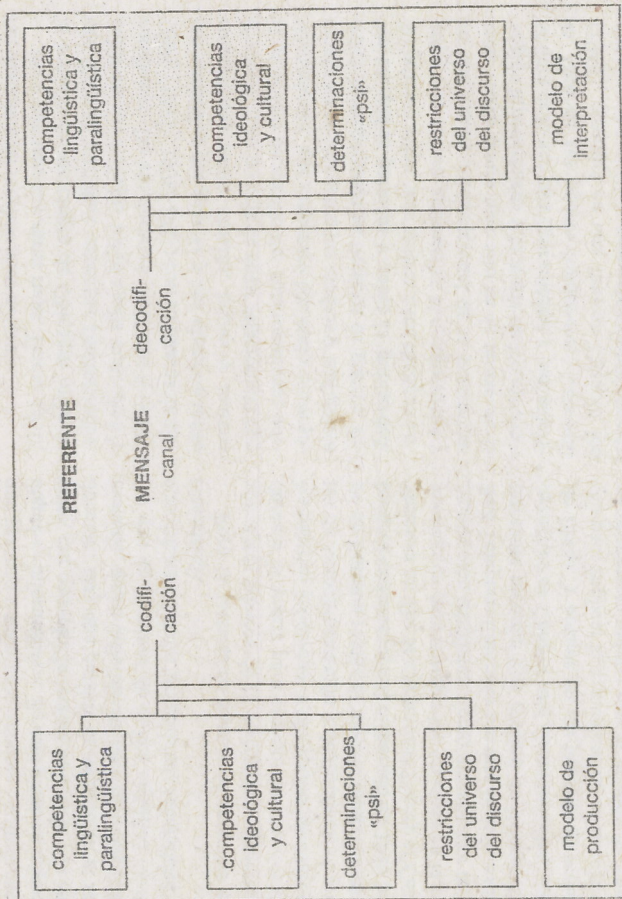 competencias
lingüística y
paralingüística
competencias
ideológica
y cultural
determinaciones
«psi»
restricciones
del universo
del discurso
modelo de
producción
codifi-
cación
REFERENTE
MENSAJE
canal
decodifi-
cación
competencias
lingüística y
paralingüística
competencias
ideológica
y cultural
determinaciones
«psi»
restricciones
del universo
del discurso
modelo de
interpretación